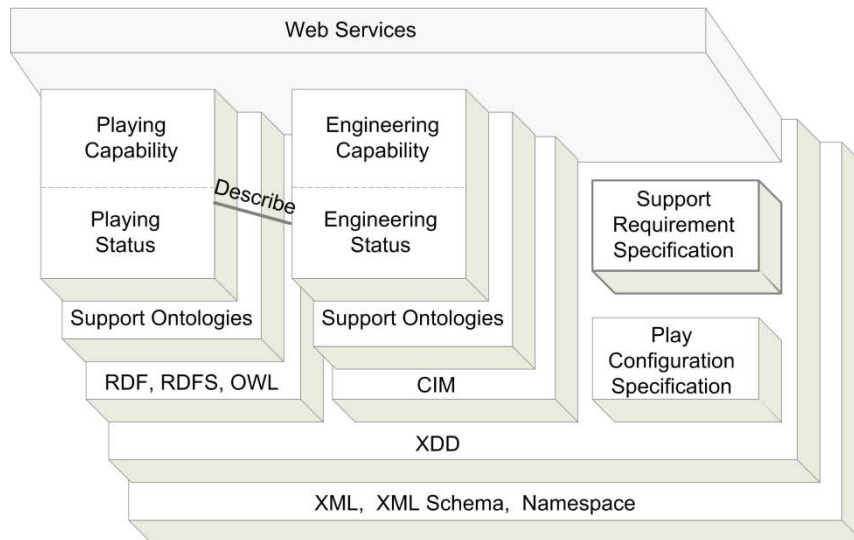 Web Services
Playing
Capability
Playing
Status
Describe
Engineering
Capability
Engineering
Status
Support
Requirement
Specification
Support Ontologies
Support Ontologies
Play
Configuration
Specification
RDF, RDFS, OWL
CIM
XDD
XML, XML Schema, Namespace